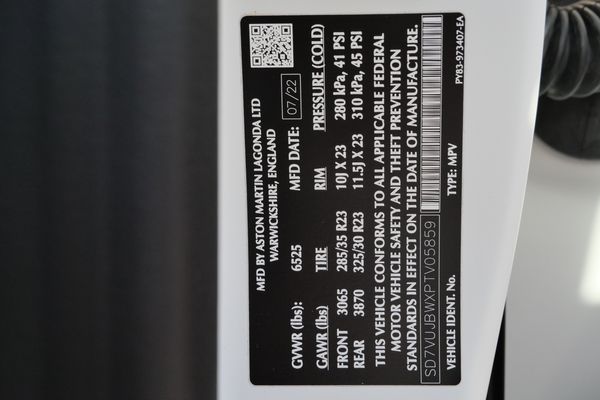 MFD BY ASTON MARTIN LAGONDA LTD
WARWICKSHIRE, ENGLAND
GVWR (lbs): 6525 MFD DATE: 07/22
GAWR (lbs): TIRE RIM PRESSURE (COLD)
FRONT 3065 285/35 R23 10J X 23 280 kPa, 41 PSI
REAR 3870 325/30 R23 11.5J X 23 310 kPa, 45 PSI
THIS VEHICLE CONFORMS TO ALL APPLICABLE FEDERAL
MOTOR VEHICLE SAFETY AND THEFT PREVENTION
STANDARDS IN EFFECT ON THE DATE OF MANUFACTURE.
SD7VUJBWXPTV05859
VEHICLE IDENT. No. TYPE: MPV PY83-973407-EA